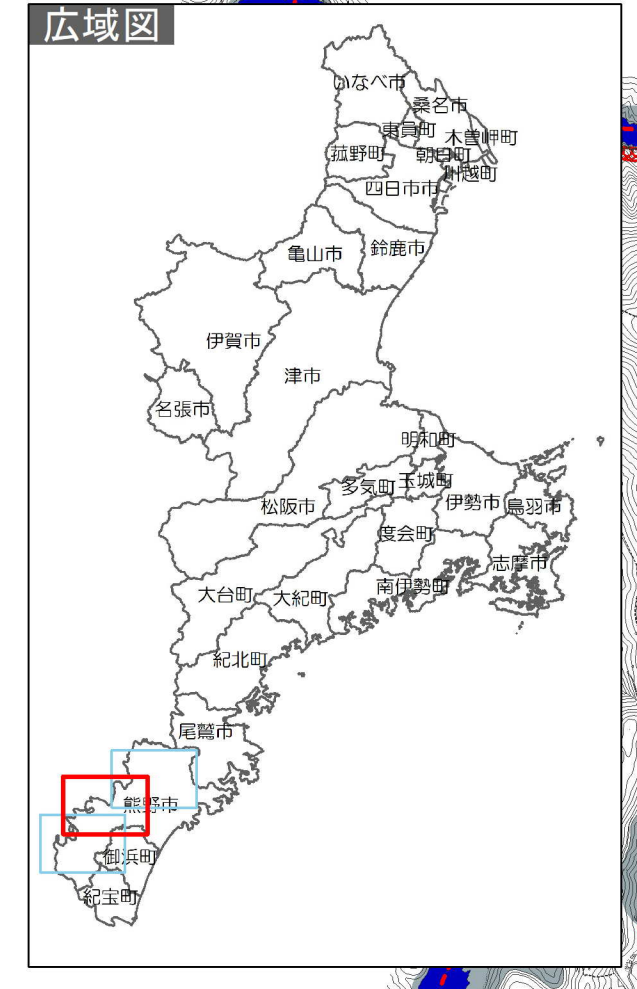 広域図
いなべ市
桑名市
東員町
木曽岬町
朝日町
菰野町
川越町
四日市市
亀山市
鈴鹿市
伊賀市
津市
名張市
明和町
多気町
玉城町
松阪市
伊勢市
鳥羽市
度会町
志摩市
大台町
大紀町
南伊勢町
紀北町
尾鷲市
熊野市
御浜町
紀宝町